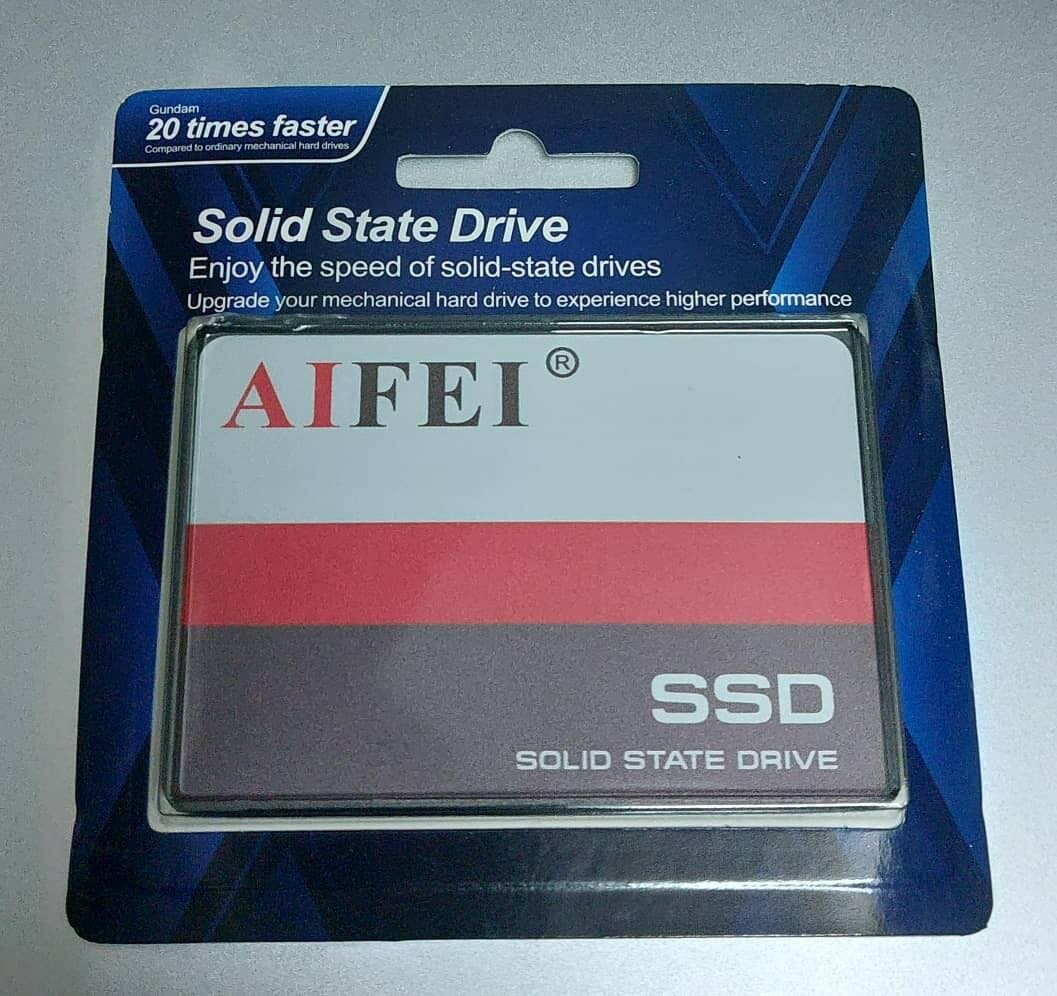 Gundam
20 times faster
Compared to ordinary mechanical hard drives
Solid State Drive
Enjoy the speed of solid-state drives
Upgrade your mechanical hard drive to experience higher performance
AIFEI ®
SSD
SOLID STATE DRIVE